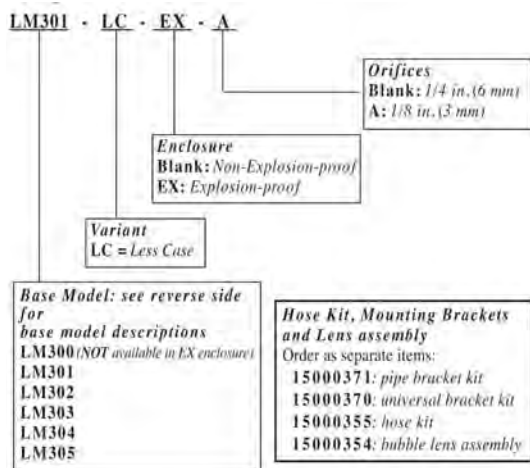 LM301 - LC - EX - A
Orifices
Blank: 1/4 in. (6 mm)
A: 1/8 in. (3 mm)
Enclosure
Blank: Non-Explosion-proof
EX: Explosion-proof
Variant
LC = Less Case
Base Model: see reverse side
for
base model descriptions
LM300 (NOT available in EX enclosure)
LM301
LM302
LM303
LM304
LM305
Hose Kit, Mounting Brackets
and Lens assembly
Order as separate items:
15000371: pipe bracket kit
15000370: universal bracket kit
15000355: hose kit
15000354: bubble lens assembly